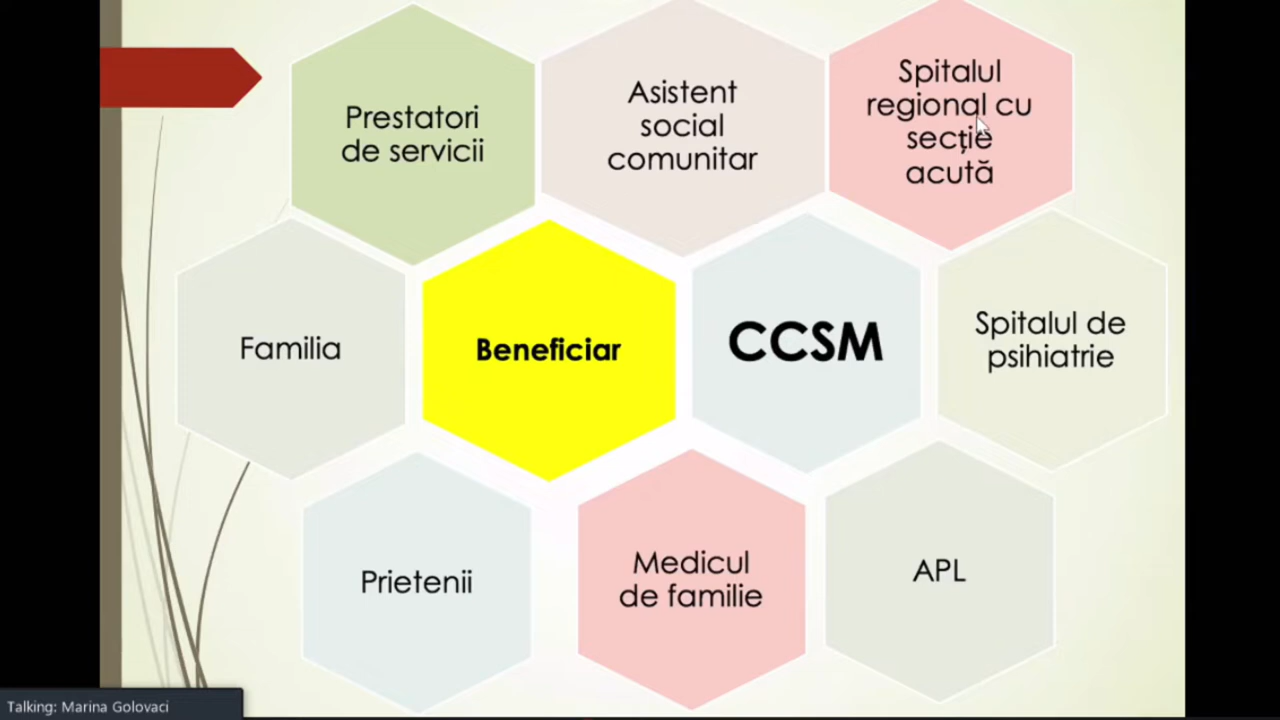 Prestatori
de servicii
Asistent
social
comunitar
Spitalul
regional cu
secție
acută
Familia
Beneficiar
CCSM
Spitalul de
psihiatrie
Prietenii
Medicul
de familie
APL
Talking: Marina Golovaci